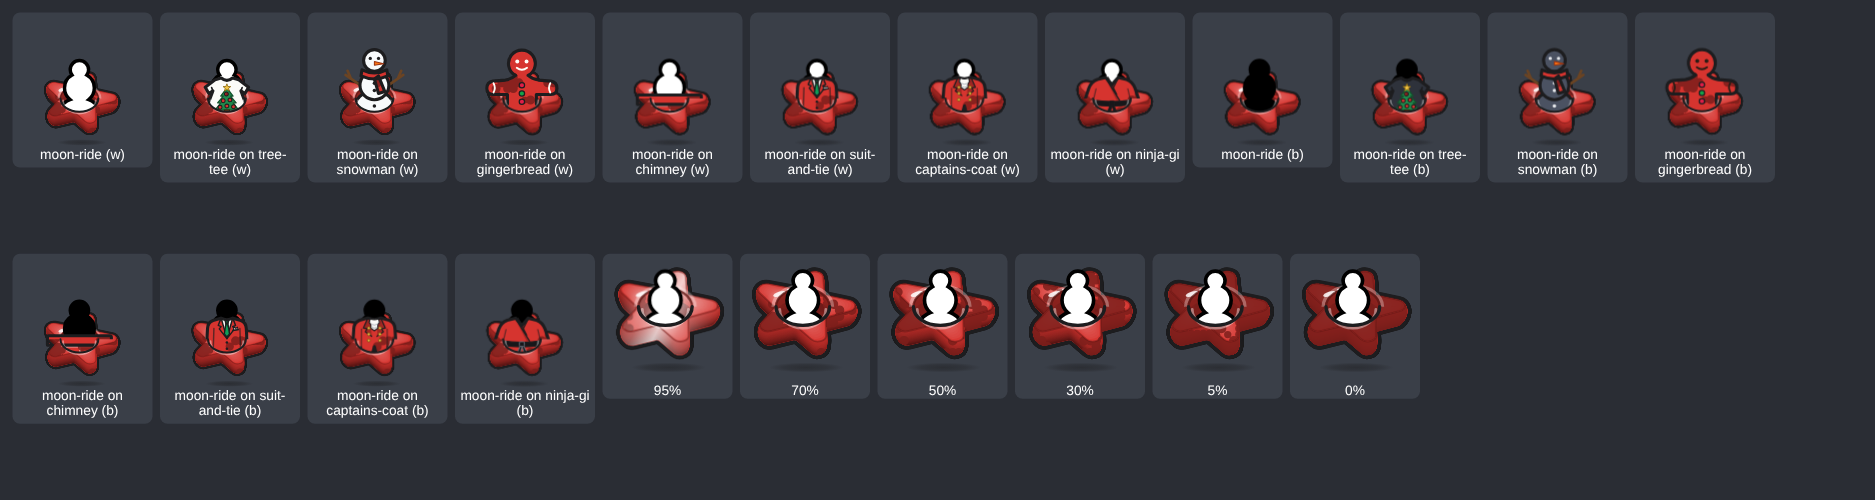 moon-ride (w)
moon-ride on tree-
tee (w)
moon-ride on
snowman (w)
moon-ride on
gingerbread (w)
moon-ride on
chimney (w)
moon-ride on suit-
and-tie (w)
moon-ride on
captains-coat (w)
moon-ride on ninja-gi
(w)
moon-ride (b)
moon-ride on tree-
tee (b)
moon-ride on
snowman (b)
moon-ride on
gingerbread (b)
moon-ride on
chimney (b)
moon-ride on suit-
and-tie (b)
moon-ride on
captains-coat (b)
moon-ride on ninja-gi
(b)
95%
70%
50%
30%
5%
0%